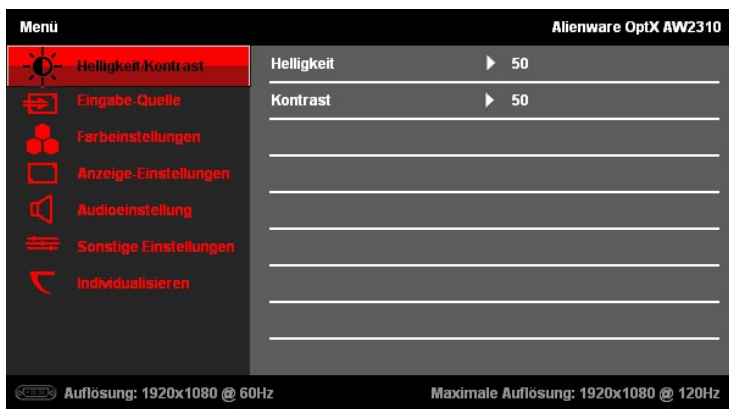 Menü Alienware OptX AW2310
Helligkeit/Kontrast Helligkeit 50
Eingabe-Quelle Kontrast 50
Farbeinstellungen
Anzeige-Einstellungen
Audioeinstellung
Sonstige Einstellungen
Individualisieren
Auflösung: 1920x1080 @ 60Hz Maximale Auflösung: 1920x1080 @ 120Hz